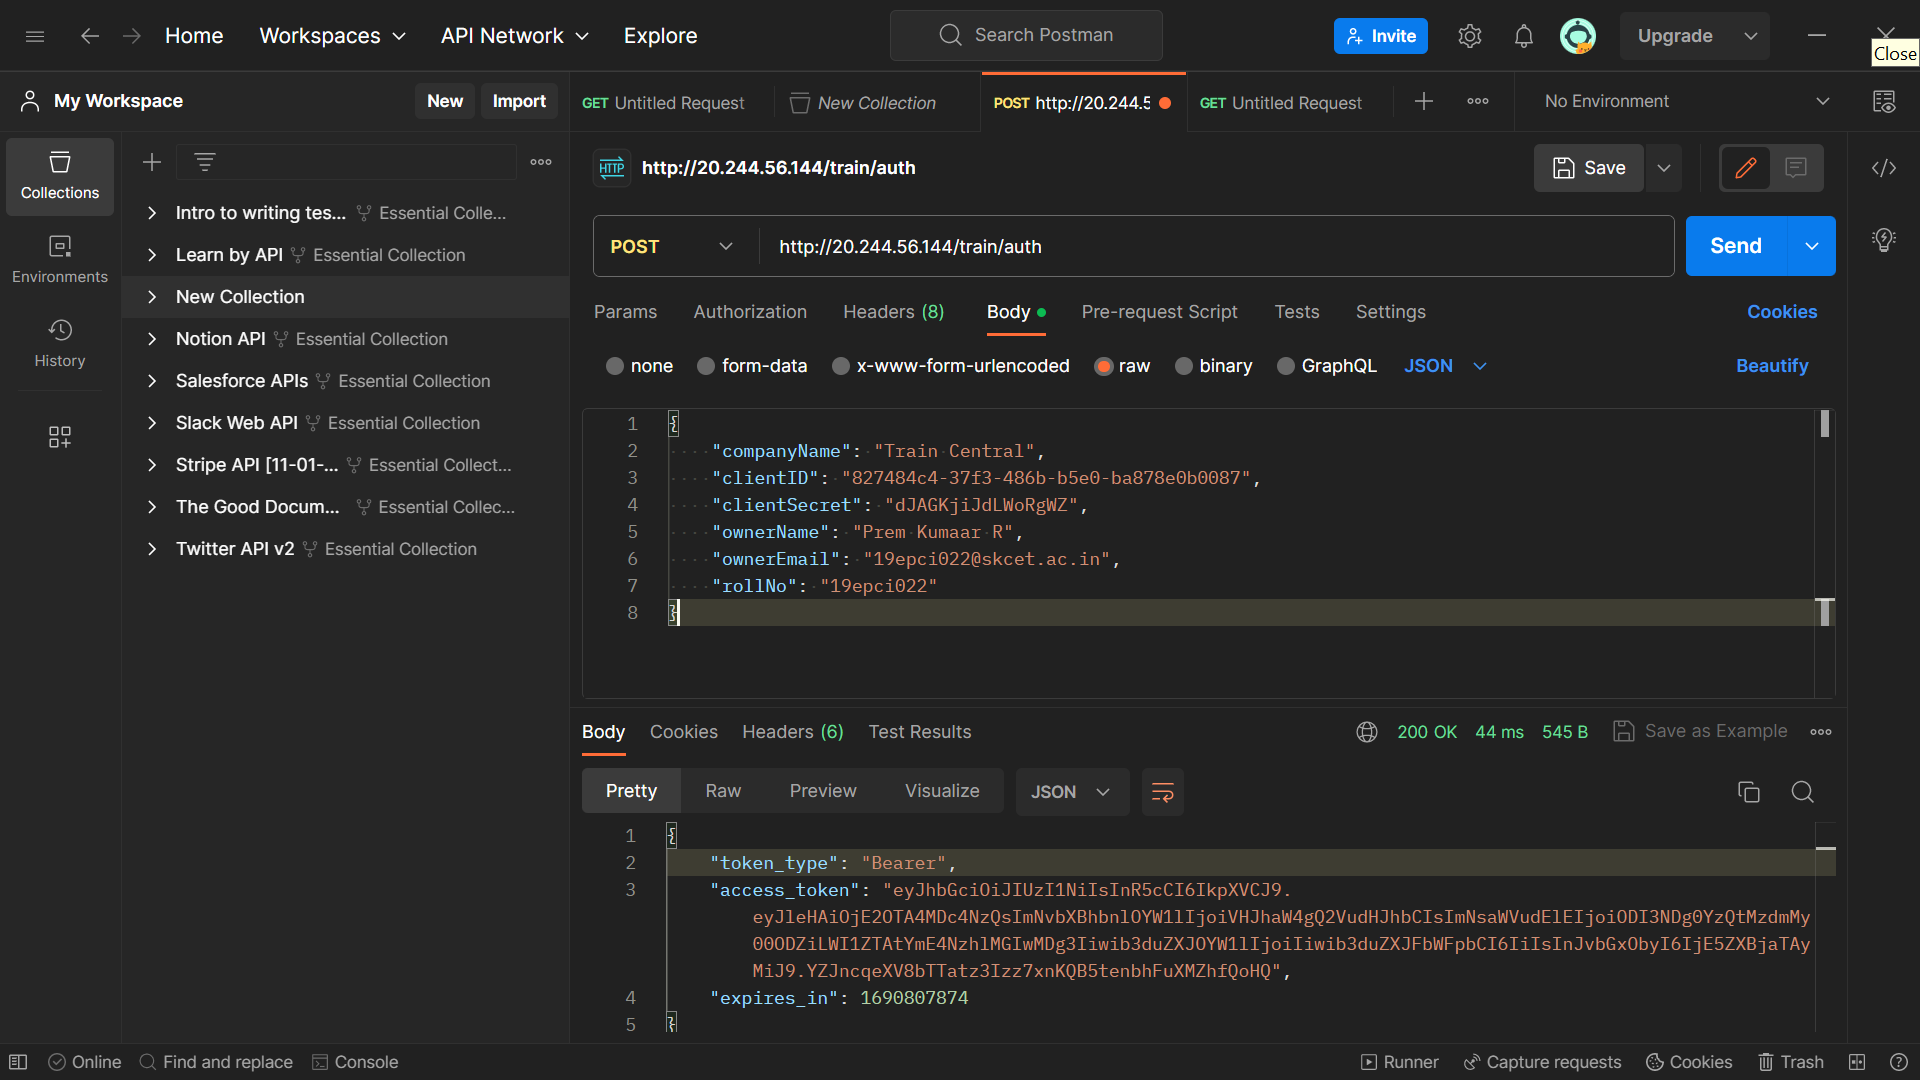 Home
Workspaces
API Network
Explore
Search Postman
Invite
Upgrade
Close
My Workspace
New
Import
GET Untitled Request
New Collection
POST http://20.244.5
GET Untitled Request
No Environment
Collections
Environments
History
Intro to writing tes... Essential Colle...
Learn by API Essential Collection
New Collection
Notion API Essential Collection
Salesforce APIs Essential Collection
Slack Web API Essential Collection
Stripe API [11-01-... Essential Collect...
The Good Docum... Essential Collec...
Twitter API v2 Essential Collection
HTTP http://20.244.56.144/train/auth
Save
POST http://20.244.56.144/train/auth
Send
Params Authorization Headers (8) Body Pre-request Script Tests Settings Cookies
none form-data x-www-form-urlencoded raw binary GraphQL JSON Beautify
1 {
2 "companyName": "Train Central",
3 "clientID": "827484c4-37f3-486b-b5e0-ba878e0b0087",
4 "clientSecret": "dJAGKjiJdLWoRgWZ",
5 "ownerName": "Prem Kumaar R",
6 "ownerEmail": "19epci022@skcet.ac.in",
7 "rollNo": "19epci022"
8 }
Body Cookies Headers (6) Test Results 200 OK 44 ms 545 B Save as Example
Pretty Raw Preview Visualize JSON
1 {
2 "token_type": "Bearer",
3 "access_token": "eyJhbGciOiJIUzI1NiIsInR5cCI6IkpXVCJ9.
eyJleHAiOjE2OTA4MDc4NzQsImNvbXBhbnlOYW1lIjoiVHJhaW4gQ2VudHJhbCIsImNsaWVudElEIjoiODI3NDg0YzQtMzdmMy
00ODZiLWI1ZTAtYmE4NzhlMGIwMDg3Iiwib3duZXJOYW1lIjoiIiwib3duZXJFbWFpbCI6IiIsInJvbGxObyI6IjE5ZXBjaTAy
MiJ9.YZJncqeXV8bTTatz3Izz7xnKQB5tenbhFuXMZhfQoHQ",
4 "expires_in": 1690807874
5 }
Online Find and replace Console Runner Capture requests Cookies Trash